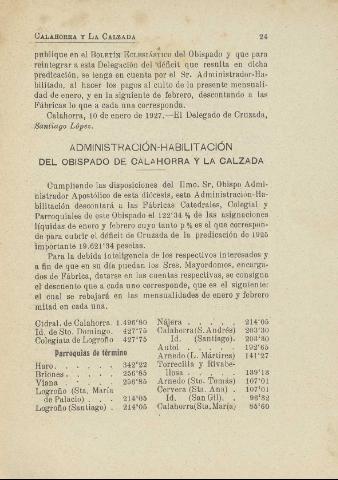 CALAHORRA Y LA CALZADA 24
publique en el BOLETÍN ECLESIÁSTICO del Obispado y que para
reintegrar a esta Delegación del déficit que resulta en dicha
predicación, se tenga en cuenta por el Sr. Administrador-Ha-
bilitado, al hacer los pagos al culto de la presente mensuali-
dad de enero, y en la siguiente de febrero, descontando a las
Fábricas lo que a cada una corresponda.
Calahorra, 10 de enero de 1927.—El Delegado de Cruzada,
Santiago López.
ADMINISTRACIÓN-HABILITACIÓN
DEL OBISPADO DE CALAHORRA Y LA CALZADA
Cumpliendo las disposiciones del Ilmo. Sr. Obispo Admi-
nistrador Apostólico de esta diócesis, esta Administración-Ha-
bilitación descontará a las Fábricas Catedrales, Colegial y
Parroquiales de este Obispado el 122'34 % de las asignaciones
líquidas de enero y febrero cuyo tanto p % es el que correspon-
de para cubrir el déficit de Cruzada de la predicación de 1925
importante 19.621'34 pesetas.
Para la debida inteligencia de los respectivos interesados y
a fin de que en su día puedan los Sres. Mayordomos, encarga-
dos de Fábrica, datarse en las cuentas respectivas, se consigna
el descuento que a cada uno corresponde, que es el siguiente:
el cual se rebajará en las mensualidades de enero y febrero
mitad en cada una.
Cidral. de Calahorra. 1.496'80
Id. de Sto. Domingo. 427'75
Colegiata de Logroño 427'75
Parroquias de término
Haro . . . . . 342'22
Briones . . . . . 256'85
Viana . . . . . 256'85
Logroño (Sta. María
de Palacio) . . . 214'05
Logroño (Santiago) . 214'05
Nájera . . . . . 214'05
Calahorra (S. Andrés) 203'30
Id. (Santiago). 203'80
Autol . . . . . 192'65
Arnedo (L. Mártires) 141'27
Torrecilla y Rivabe-
llosa . . . . . 139'13
Arnedo (Sto. Tomás) 107'01
Cervera (Sta. Ana) . 107'01
Id. (San Gil). . 96'82
Calahorra (Sta. María) 85'60